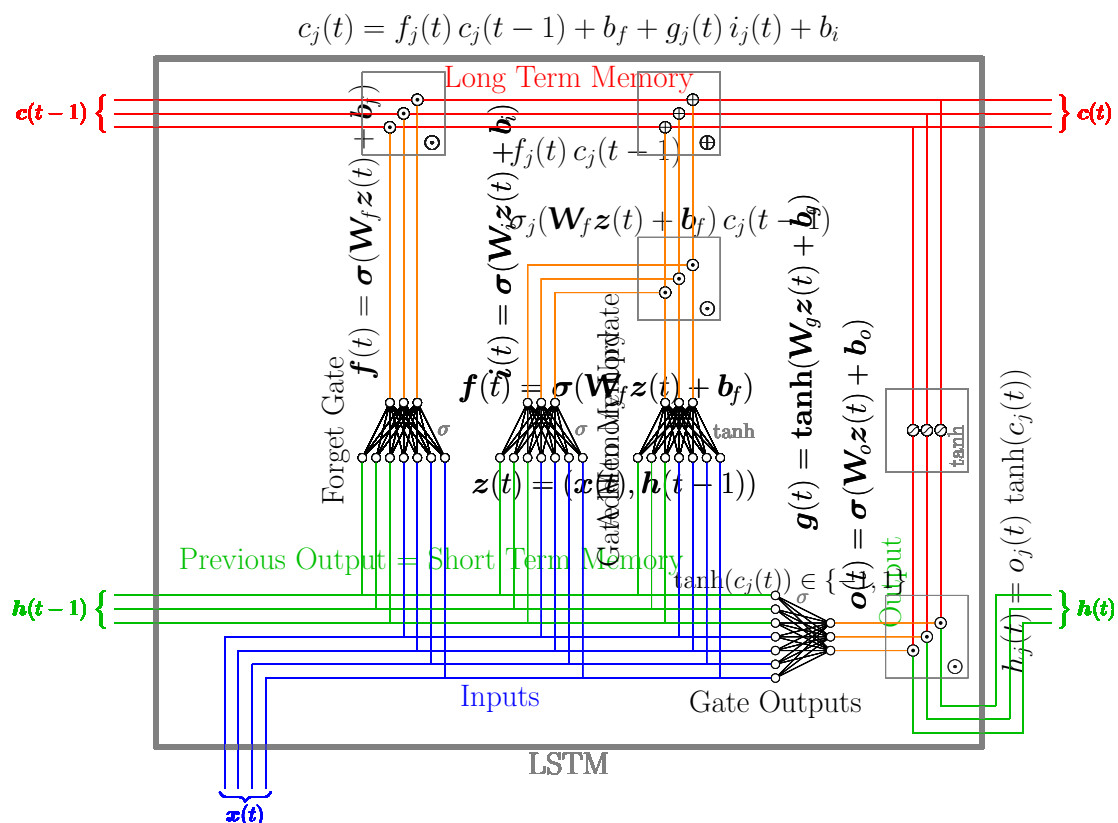 c_j(t) = f_j(t) c_j(t − 1) + b_f + g_j(t) i_j(t) + b_i
Long Term Memory
c(t−1) {
} c(t)
⊙
⊕
+f_j(t) c_j(t − 1)
σ_j(W_f z(t) + b_f) c_j(t − 1)
⊙
f(t) = σ(W_f z(t) + b_f)
i(t) = σ(W_i z(t) + b_i)
g(t) = tanh(W_g z(t) + b_g)
o(t) = σ(W_o z(t) + b_o)
f(t) = σ(W_f z(t) + b_f)
Forget Gate
σ
σ
tanh
tanh
z(t) = (x(t), h(t − 1))
Previous Output = Short Term Memory
tanh(c_j(t)) ∈ {−1, 1}
Output
h_j(t) = o_j(t) tanh(c_j(t))
h(t−1) {
} h(t)
σ
⊙
Inputs
Gate Outputs
LSTM
x(t)